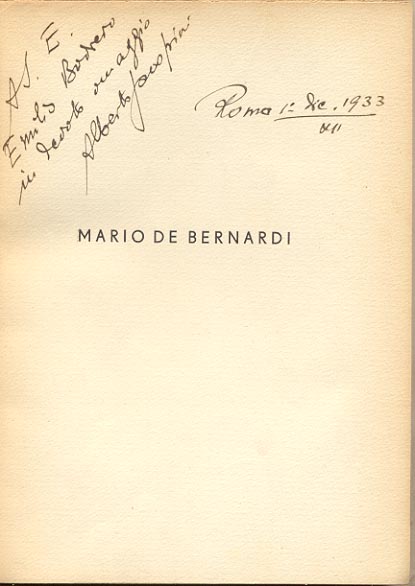 A S. E.
Emilio Bodrero
in devoto omaggio
Alberto
Roma 1° Dic. 1933
XII
MARIO DE BERNARDI